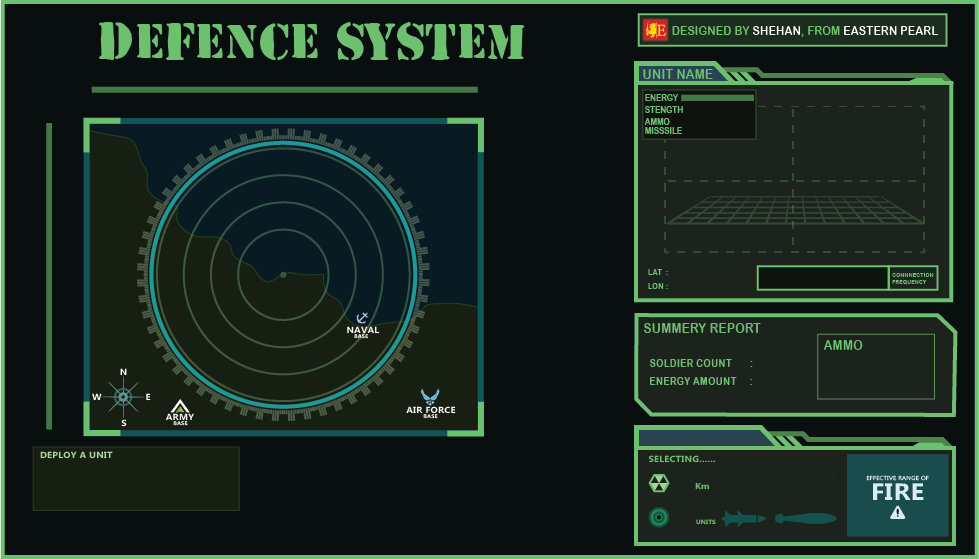 DEFENCE SYSTEM
E DESIGNED BY SHEHAN, FROM EASTERN PEARL
UNIT NAME
ENERGY
STENGTH
AMMO
MISSSILE
LAT :
LON :
CONNNECTION
FREQUENCY
NAVAL
BASE
N
W E
S
ARMY
BASE
AIR FORCE
BASE
DEPLOY A UNIT
SUMMERY REPORT
SOLDIER COUNT :
ENERGY AMOUNT :
AMMO
SELECTING......
Km
UNITS
EFFECTIVE RANGE OF
FIRE